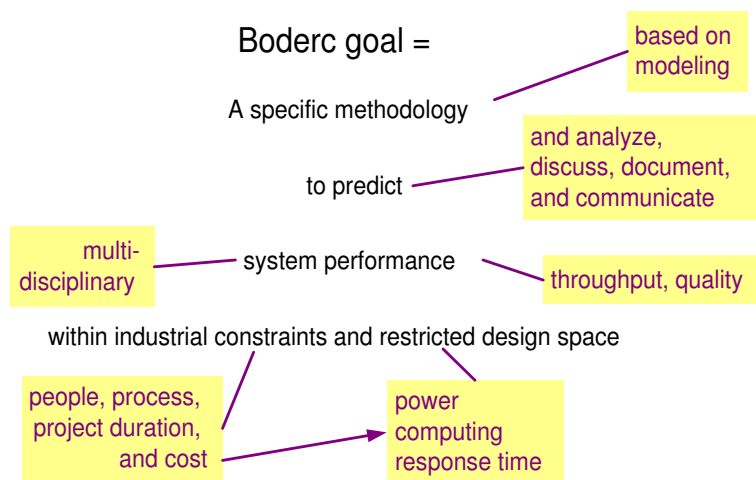 Boderc goal =
based on
modeling
A specific methodology
and analyze,
discuss, document,
and communicate
to predict
multi-
disciplinary
system performance
throughput, quality
within industrial constraints and restricted design space
people, process,
project duration,
and cost
power
computing
response time